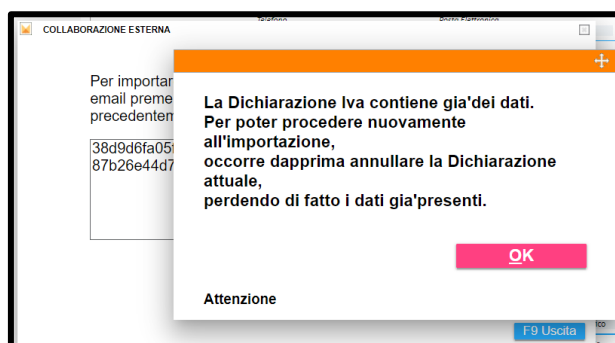 Telefono Posta Elettronica
COLLABORAZIONE ESTERNA
Per importar
email preme
precedentem
38d9d6fa05
87b26e44d7
La Dichiarazione Iva contiene gia'dei dati.
Per poter procedere nuovamente
all'importazione,
occorre dapprima annullare la Dichiarazione
attuale,
perdendo di fatto i dati gia'presenti.
OK
Attenzione
F9 Uscita